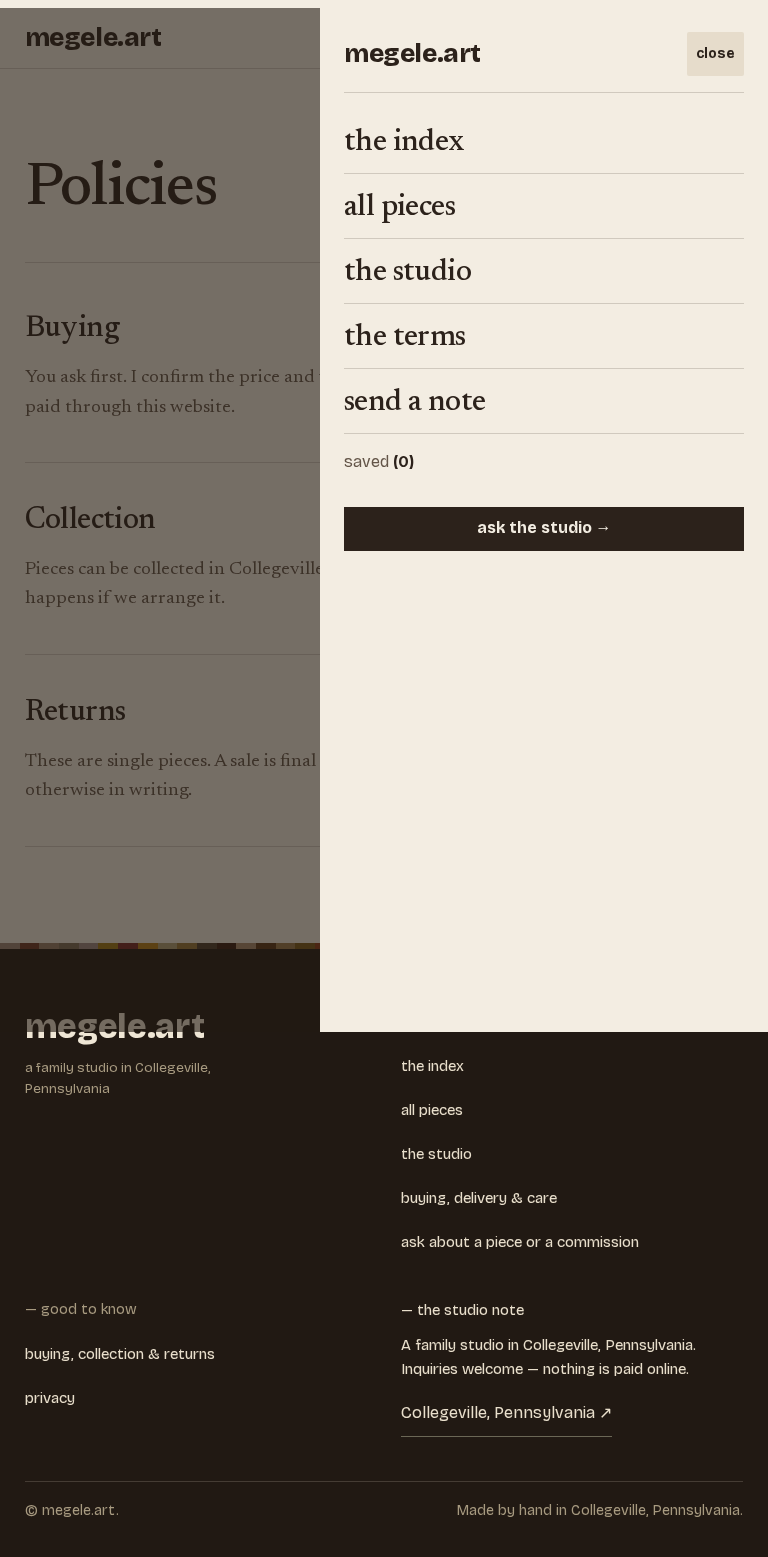 megele.art
Policies
Buying
You ask first. I confirm the price and
paid through this website.
Collection
Pieces can be collected in Collegeville
happens if we arrange it.
Returns
These are single pieces. A sale is final
otherwise in writing.
megele.art
close
the index
all pieces
the studio
the terms
send a note
saved (0)
ask the studio →
megele.art
a family studio in Collegeville,
Pennsylvania
the index
all pieces
the studio
buying, delivery & care
ask about a piece or a commission
— good to know
buying, collection & returns
privacy
— the studio note
A family studio in Collegeville, Pennsylvania.
Inquiries welcome — nothing is paid online.
Collegeville, Pennsylvania ↗
© megele.art.
Made by hand in Collegeville, Pennsylvania.